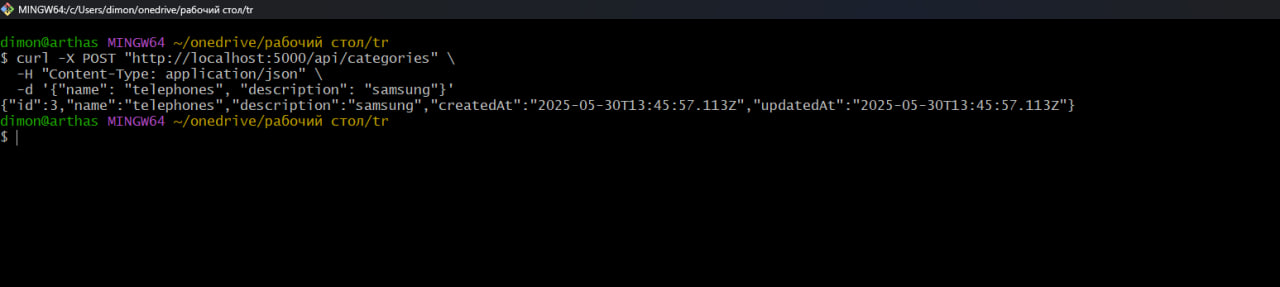 MINGW64:/c/Users/dimon/onedrive/рабочий стол/tr
dimon@arthas MINGW64 ~/onedrive/рабочий стол/tr
$ curl -X POST "http://localhost:5000/api/categories" \
  -H "Content-Type: application/json" \
  -d '{"name": "telephones", "description": "samsung"}'
{"id":3,"name":"telephones","description":"samsung","createdAt":"2025-05-30T13:45:57.113Z","updatedAt":"2025-05-30T13:45:57.113Z"}
dimon@arthas MINGW64 ~/onedrive/рабочий стол/tr
$